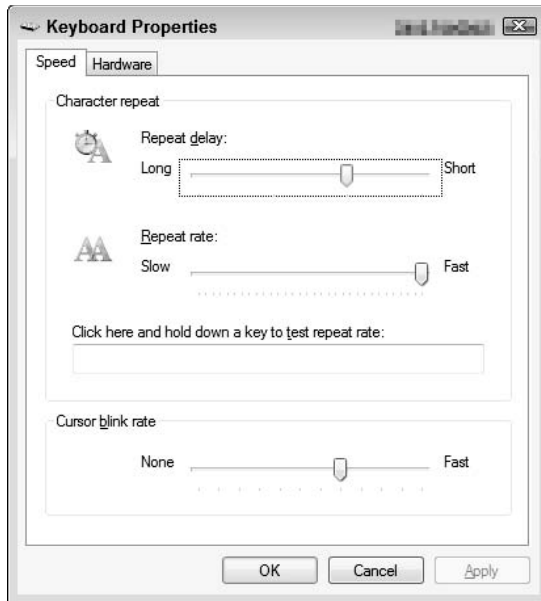 Keyboard Properties
Speed Hardware
Character repeat
Repeat delay:
Long Short
Repeat rate:
Slow Fast
Click here and hold down a key to test repeat rate:
Cursor blink rate
None Fast
OK Cancel Apply